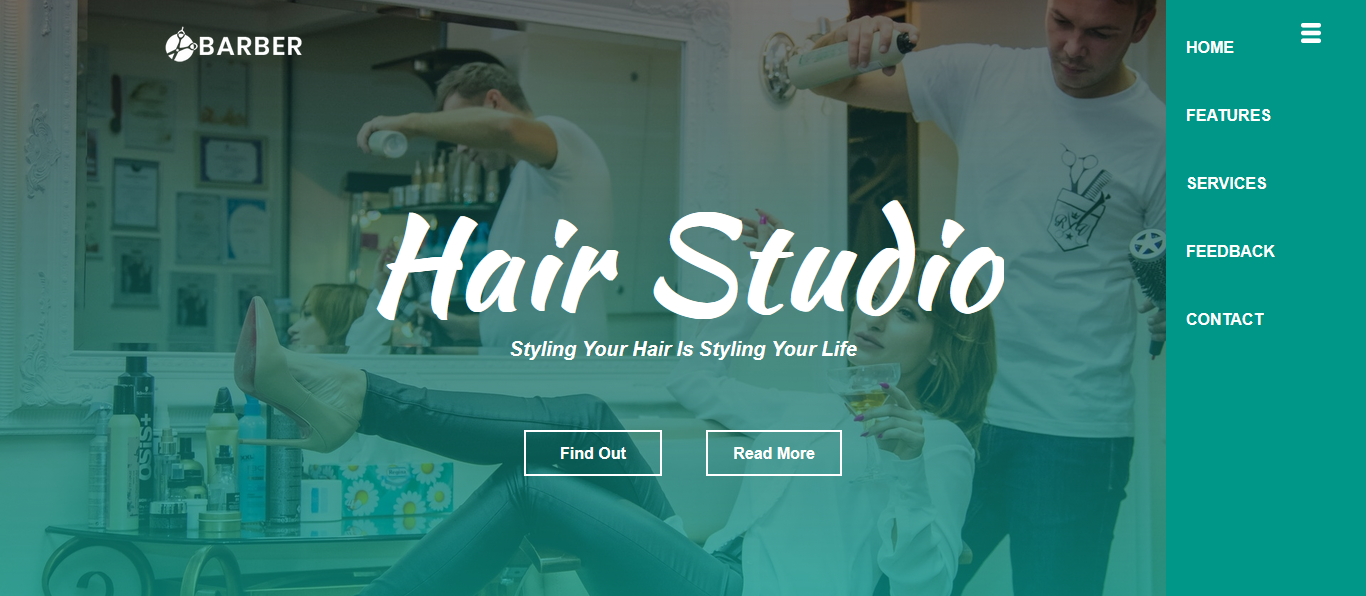 BARBER
HOME
FEATURES
SERVICES
FEEDBACK
CONTACT
Hair Studio
Styling Your Hair Is Styling Your Life
Find Out
Read More
osis+